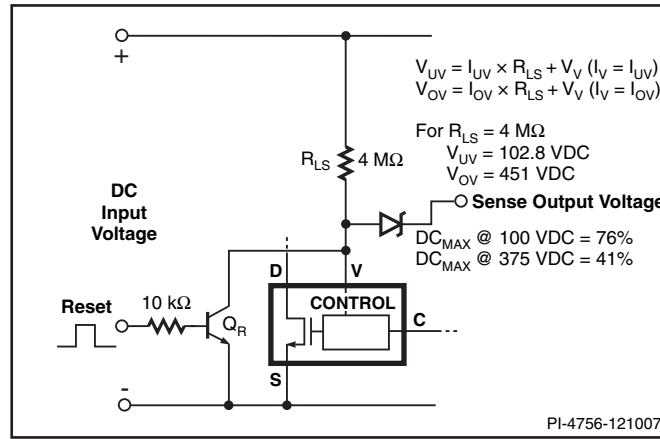 +
V_UV = I_UV × R_LS + V_V (I_V = I_UV)
V_OV = I_OV × R_LS + V_V (I_V = I_OV)
For R_LS = 4 MΩ
V_UV = 102.8 VDC
V_OV = 451 VDC
R_LS 4 MΩ
DC
Input
Voltage
Sense Output Voltage
DC_MAX @ 100 VDC = 76%
DC_MAX @ 375 VDC = 41%
D V
CONTROL
C
Reset
10 kΩ
Q_R
S
-
PI-4756-121007